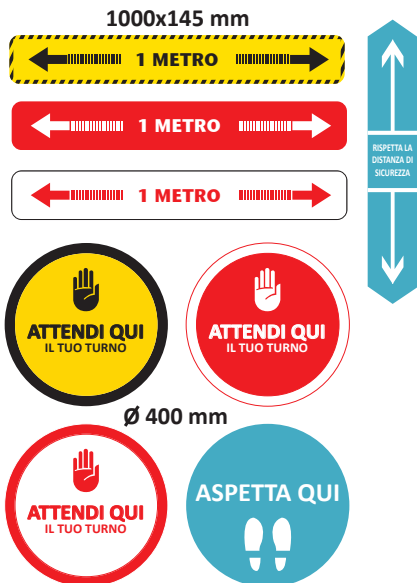 1000x145 mm
1 METRO
1 METRO
1 METRO
RISPETTA LA
DISTANZA DI
SICUREZZA
ATTENDI QUI
IL TUO TURNO
ATTENDI QUI
IL TUO TURNO
Ø 400 mm
ATTENDI QUI
IL TUO TURNO
ASPETTA QUI